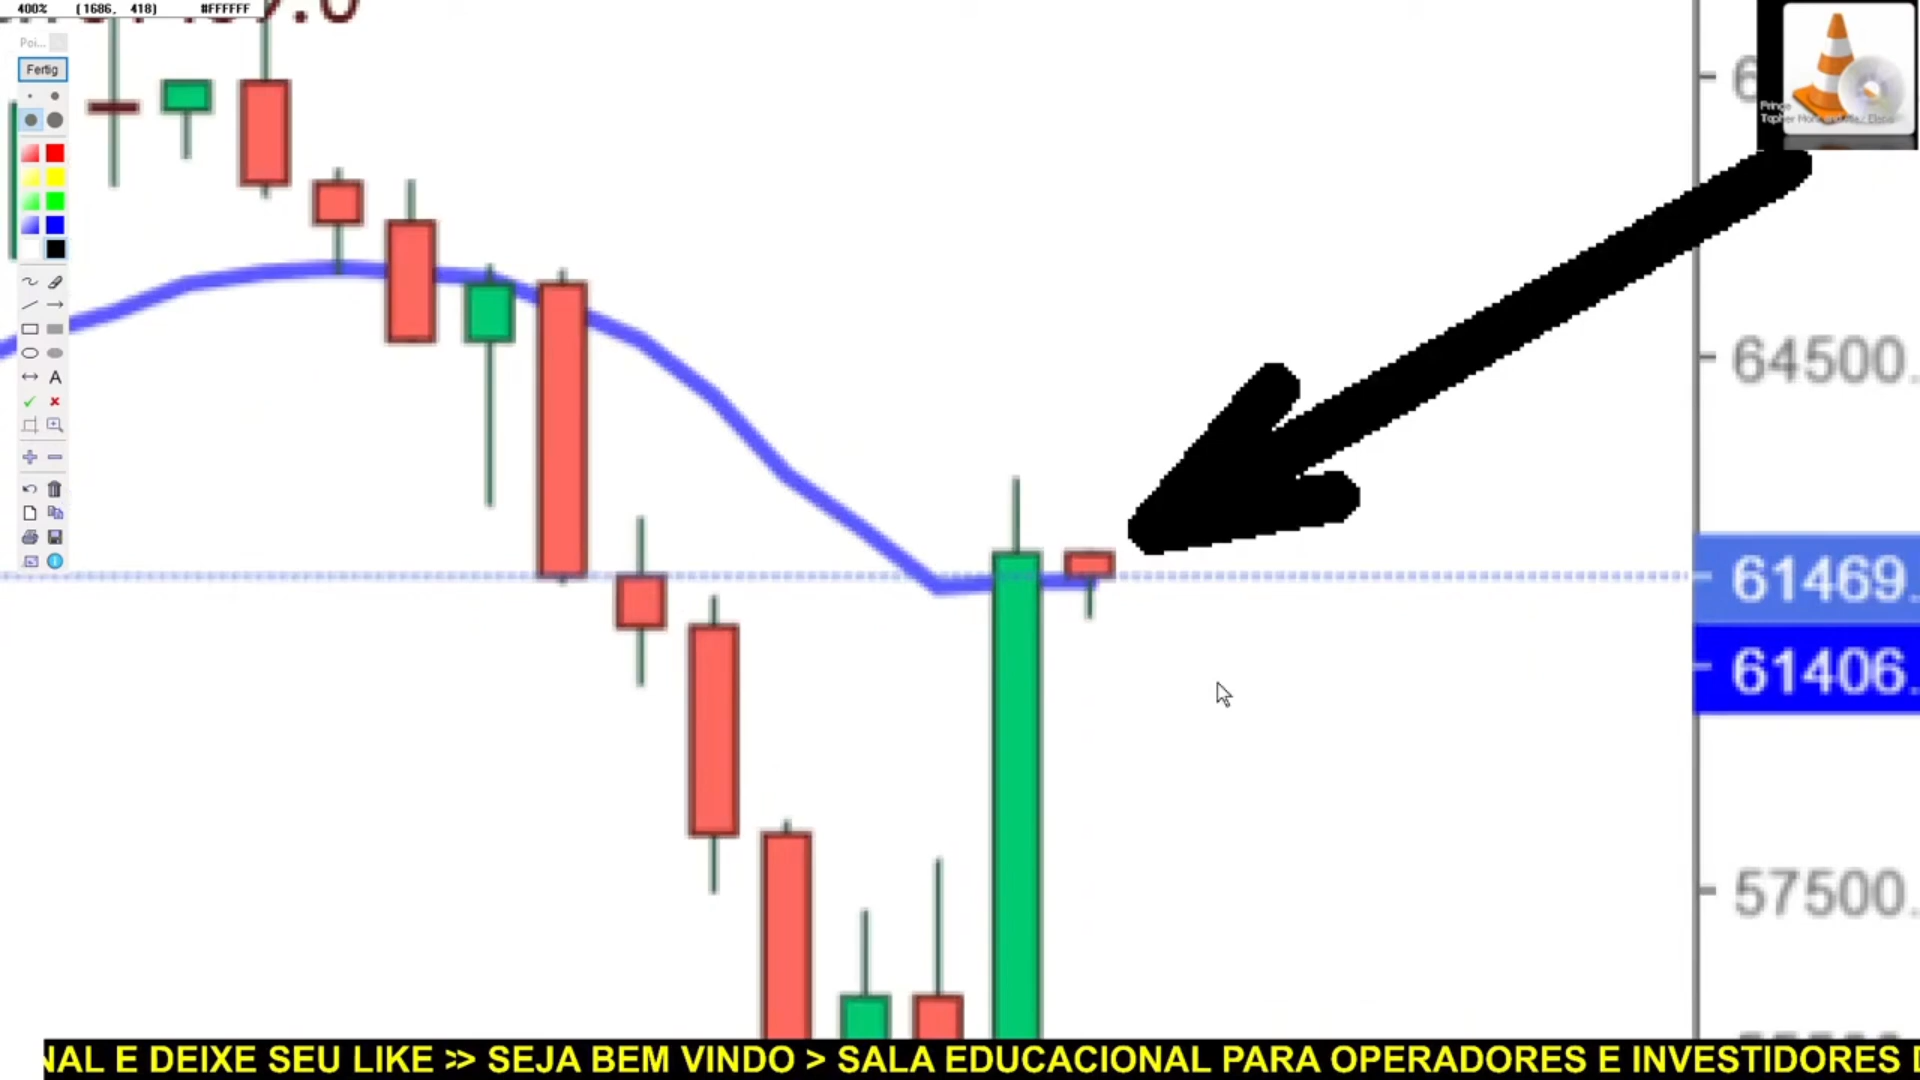 400% (1686, 418) #FFFFFF
Poi...
Fertig
A
64500.
61469.
61406.
57500.
NAL E DEIXE SEU LIKE >> SEJA BEM VINDO > SALA EDUCACIONAL PARA OPERADORES E INVESTIDORES